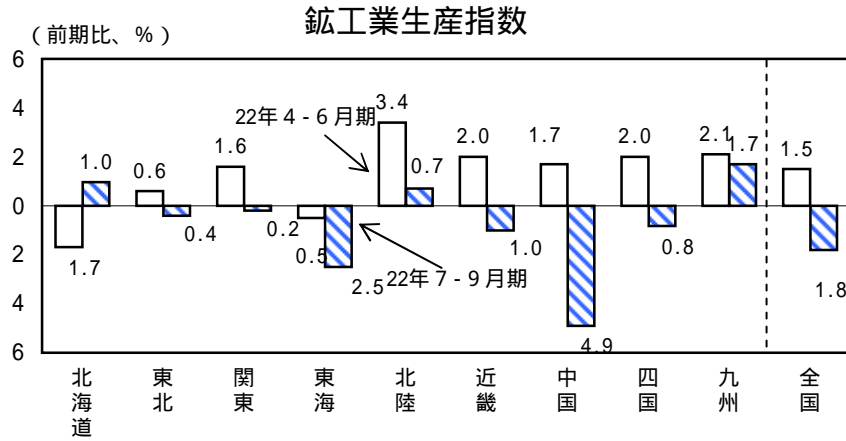 鉱工業生産指数
（前期比、％）
6
4
2
0
2
4
6
22年4-6月期
22年7-9月期
1.7
1.0
0.6
0.4
1.6
0.2
0.5
2.5
3.4
0.7
2.0
1.0
1.7
4.9
2.0
0.8
2.1
1.7
1.5
1.8
北海道
東北
関東
東海
北陸
近畿
中国
四国
九州
全国